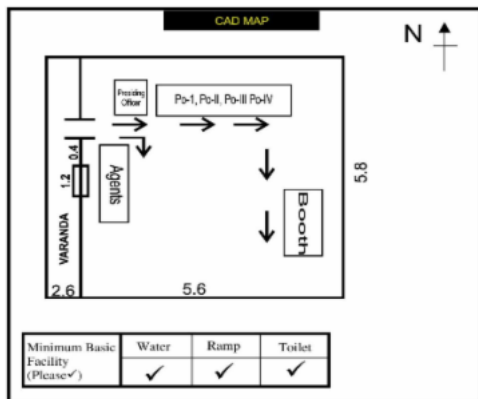 CAD MAP
N
Presiding
Officer
Po-1, Po-II, Po-III Po-IV
0.4
1.2
Agents
VARANDA
Booth
5.8
2.6
5.6
Minimum Basic
Facility
(Please✓)
Water
Ramp
Toilet
✓
✓
✓